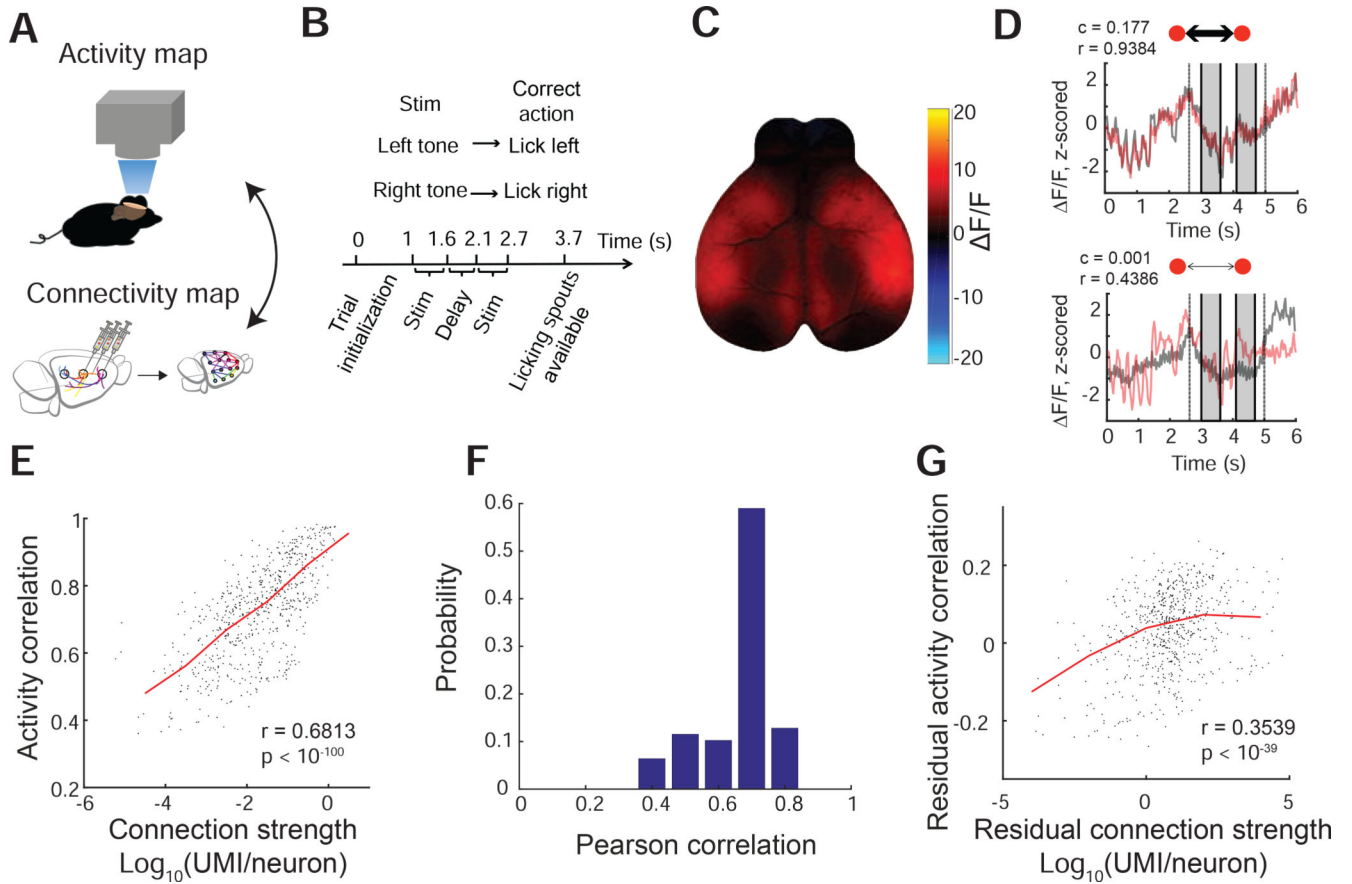 A
Activity map
Connectivity map
B
Stim
Correct
action
Left tone
Lick left
Right tone
Lick right
0 1 1.6 2.1 2.7 3.7 Time (s)
Trial
initialization
Stim
Delay
Stim
Licking spouts
available
C
20
10
0
-10
-20
ΔF/F
D
c = 0.177
r = 0.9384
ΔF/F, z-scored
2
0
-2
0 1 2 3 4 5 6
Time (s)
c = 0.001
r = 0.4386
ΔF/F, z-scored
2
0
-2
0 1 2 3 4 5 6
Time (s)
E
Activity correlation
1
0.8
0.6
0.4
0.2
-6 -4 -2 0
r = 0.6813
p < 10-100
Connection strength
Log10(UMI/neuron)
F
Probability
0.6
0.5
0.4
0.3
0.2
0.1
0
0 0.2 0.4 0.6 0.8 1
Pearson correlation
G
Residual activity correlation
0.2
0
-0.2
-5 0 5
r = 0.3539
p < 10-39
Residual connection strength
Log10(UMI/neuron)